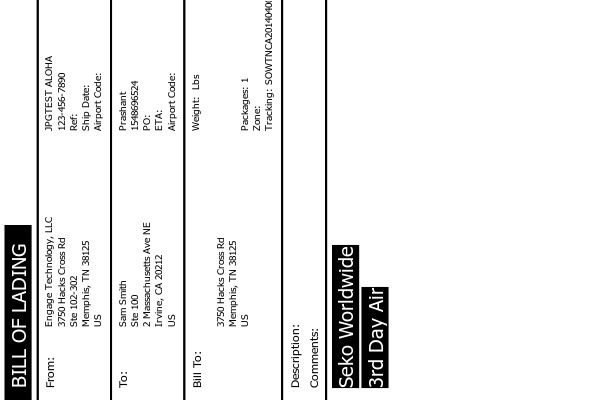 BILL OF LADING
From:
Engage Technology, LLC
3750 Hacks Cross Rd
Ste 102-302
Memphis, TN 38125
US
JPGTEST ALOHA
123-456-7890
Ref:
Ship Date:
Airport Code:
To:
Sam Smith
Ste 100
2 Massachusetts Ave NE
Irvine, CA 20212
US
Prashant
1548696524
PO:
ETA:
Airport Code:
Bill To:
3750 Hacks Cross Rd
Memphis, TN 38125
US
Weight: Lbs
Packages: 1
Zone:
Tracking:
Description:
Comments:
Seko Worldwide
3rd Day Air